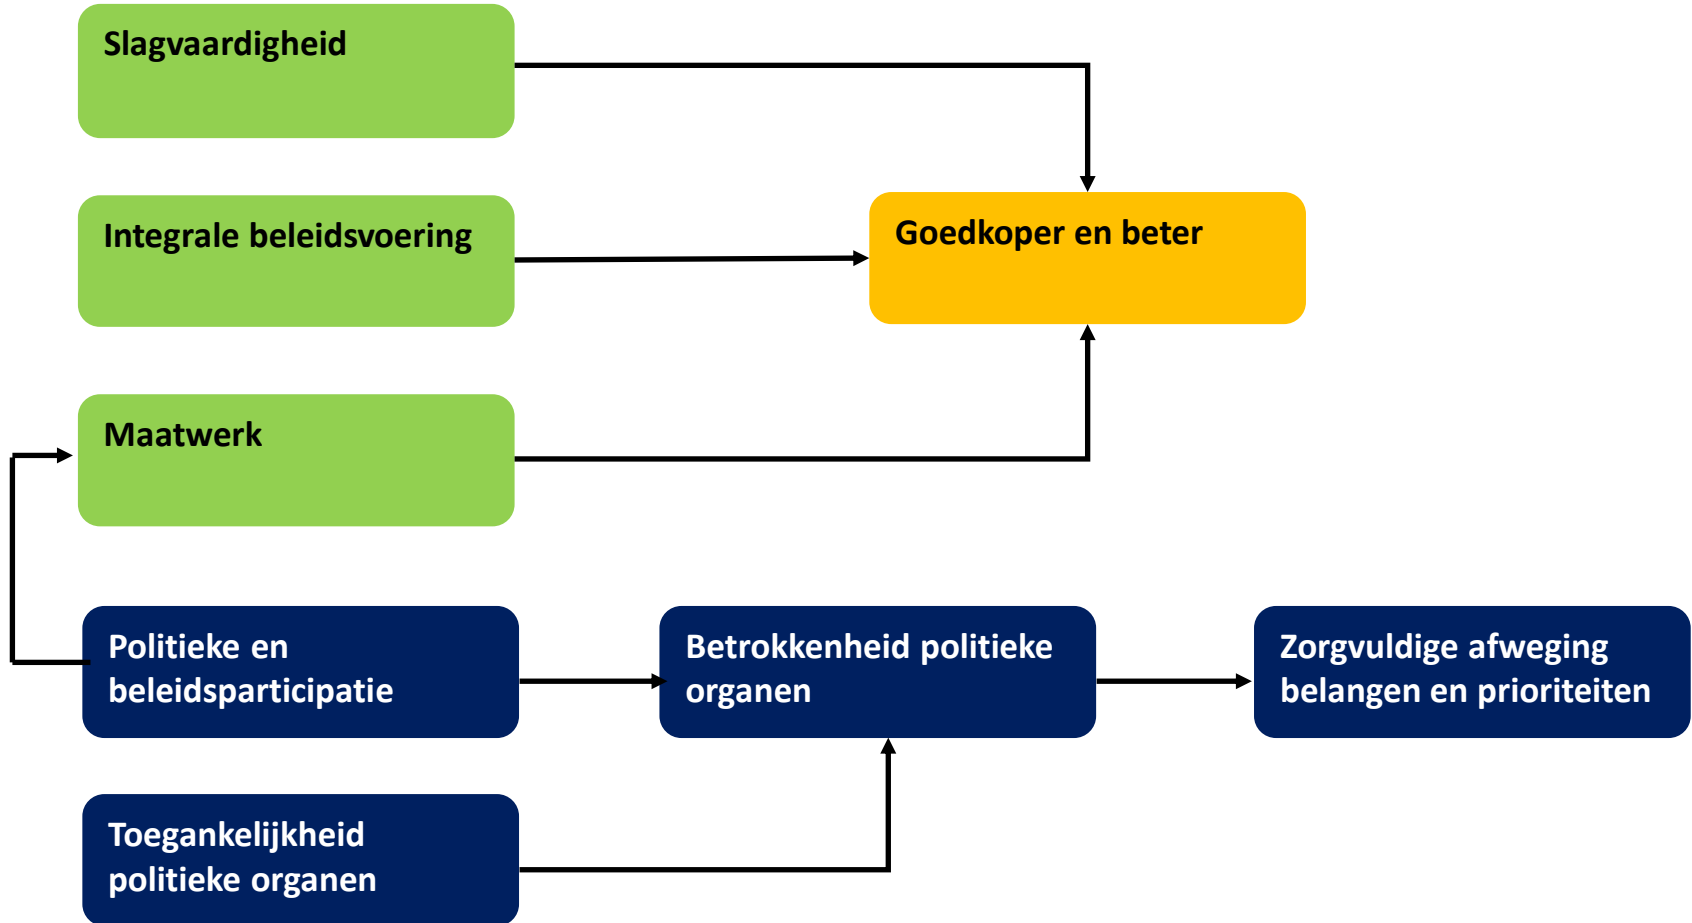 Slagvaardigheid
Integrale beleidsvoering
Goedkoper en beter
Maatwerk
Politieke en
beleidsparticipatie
Betrokkenheid politieke
organen
Zorgvuldige afweging
belangen en prioriteiten
Toegankelijkheid
politieke organen